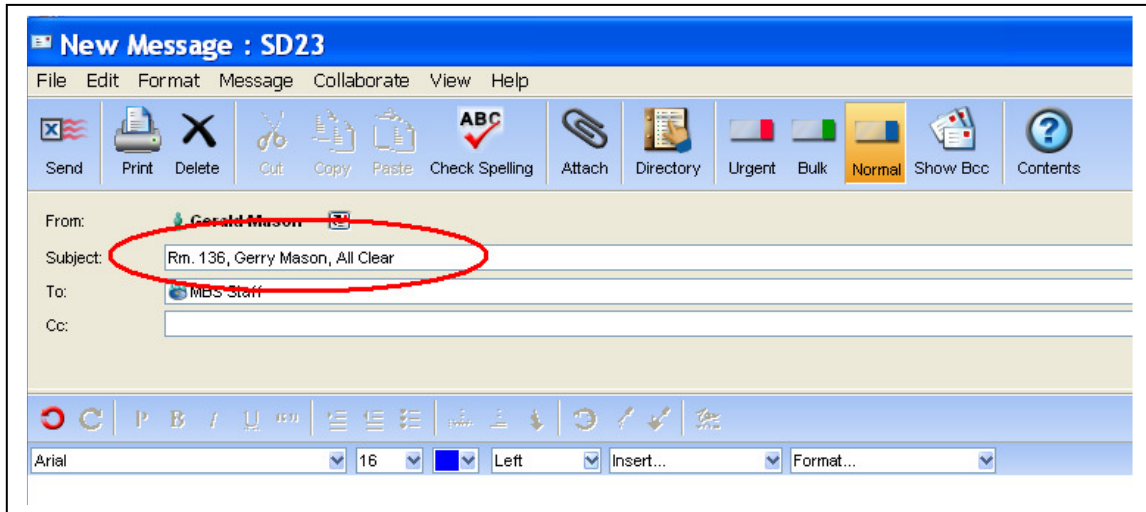 New Message : SD23
File Edit Format Message Collaborate View Help
ABC
Send Print Delete Cut Copy Paste Check Spelling Attach Directory Urgent Bulk Normal Show Bcc Contents
From: Gerald Mason
Subject: Rm. 136, Gerry Mason, All Clear
To: MBS Staff
Cc:
P B I U
Arial 16 Left Insert... Format...